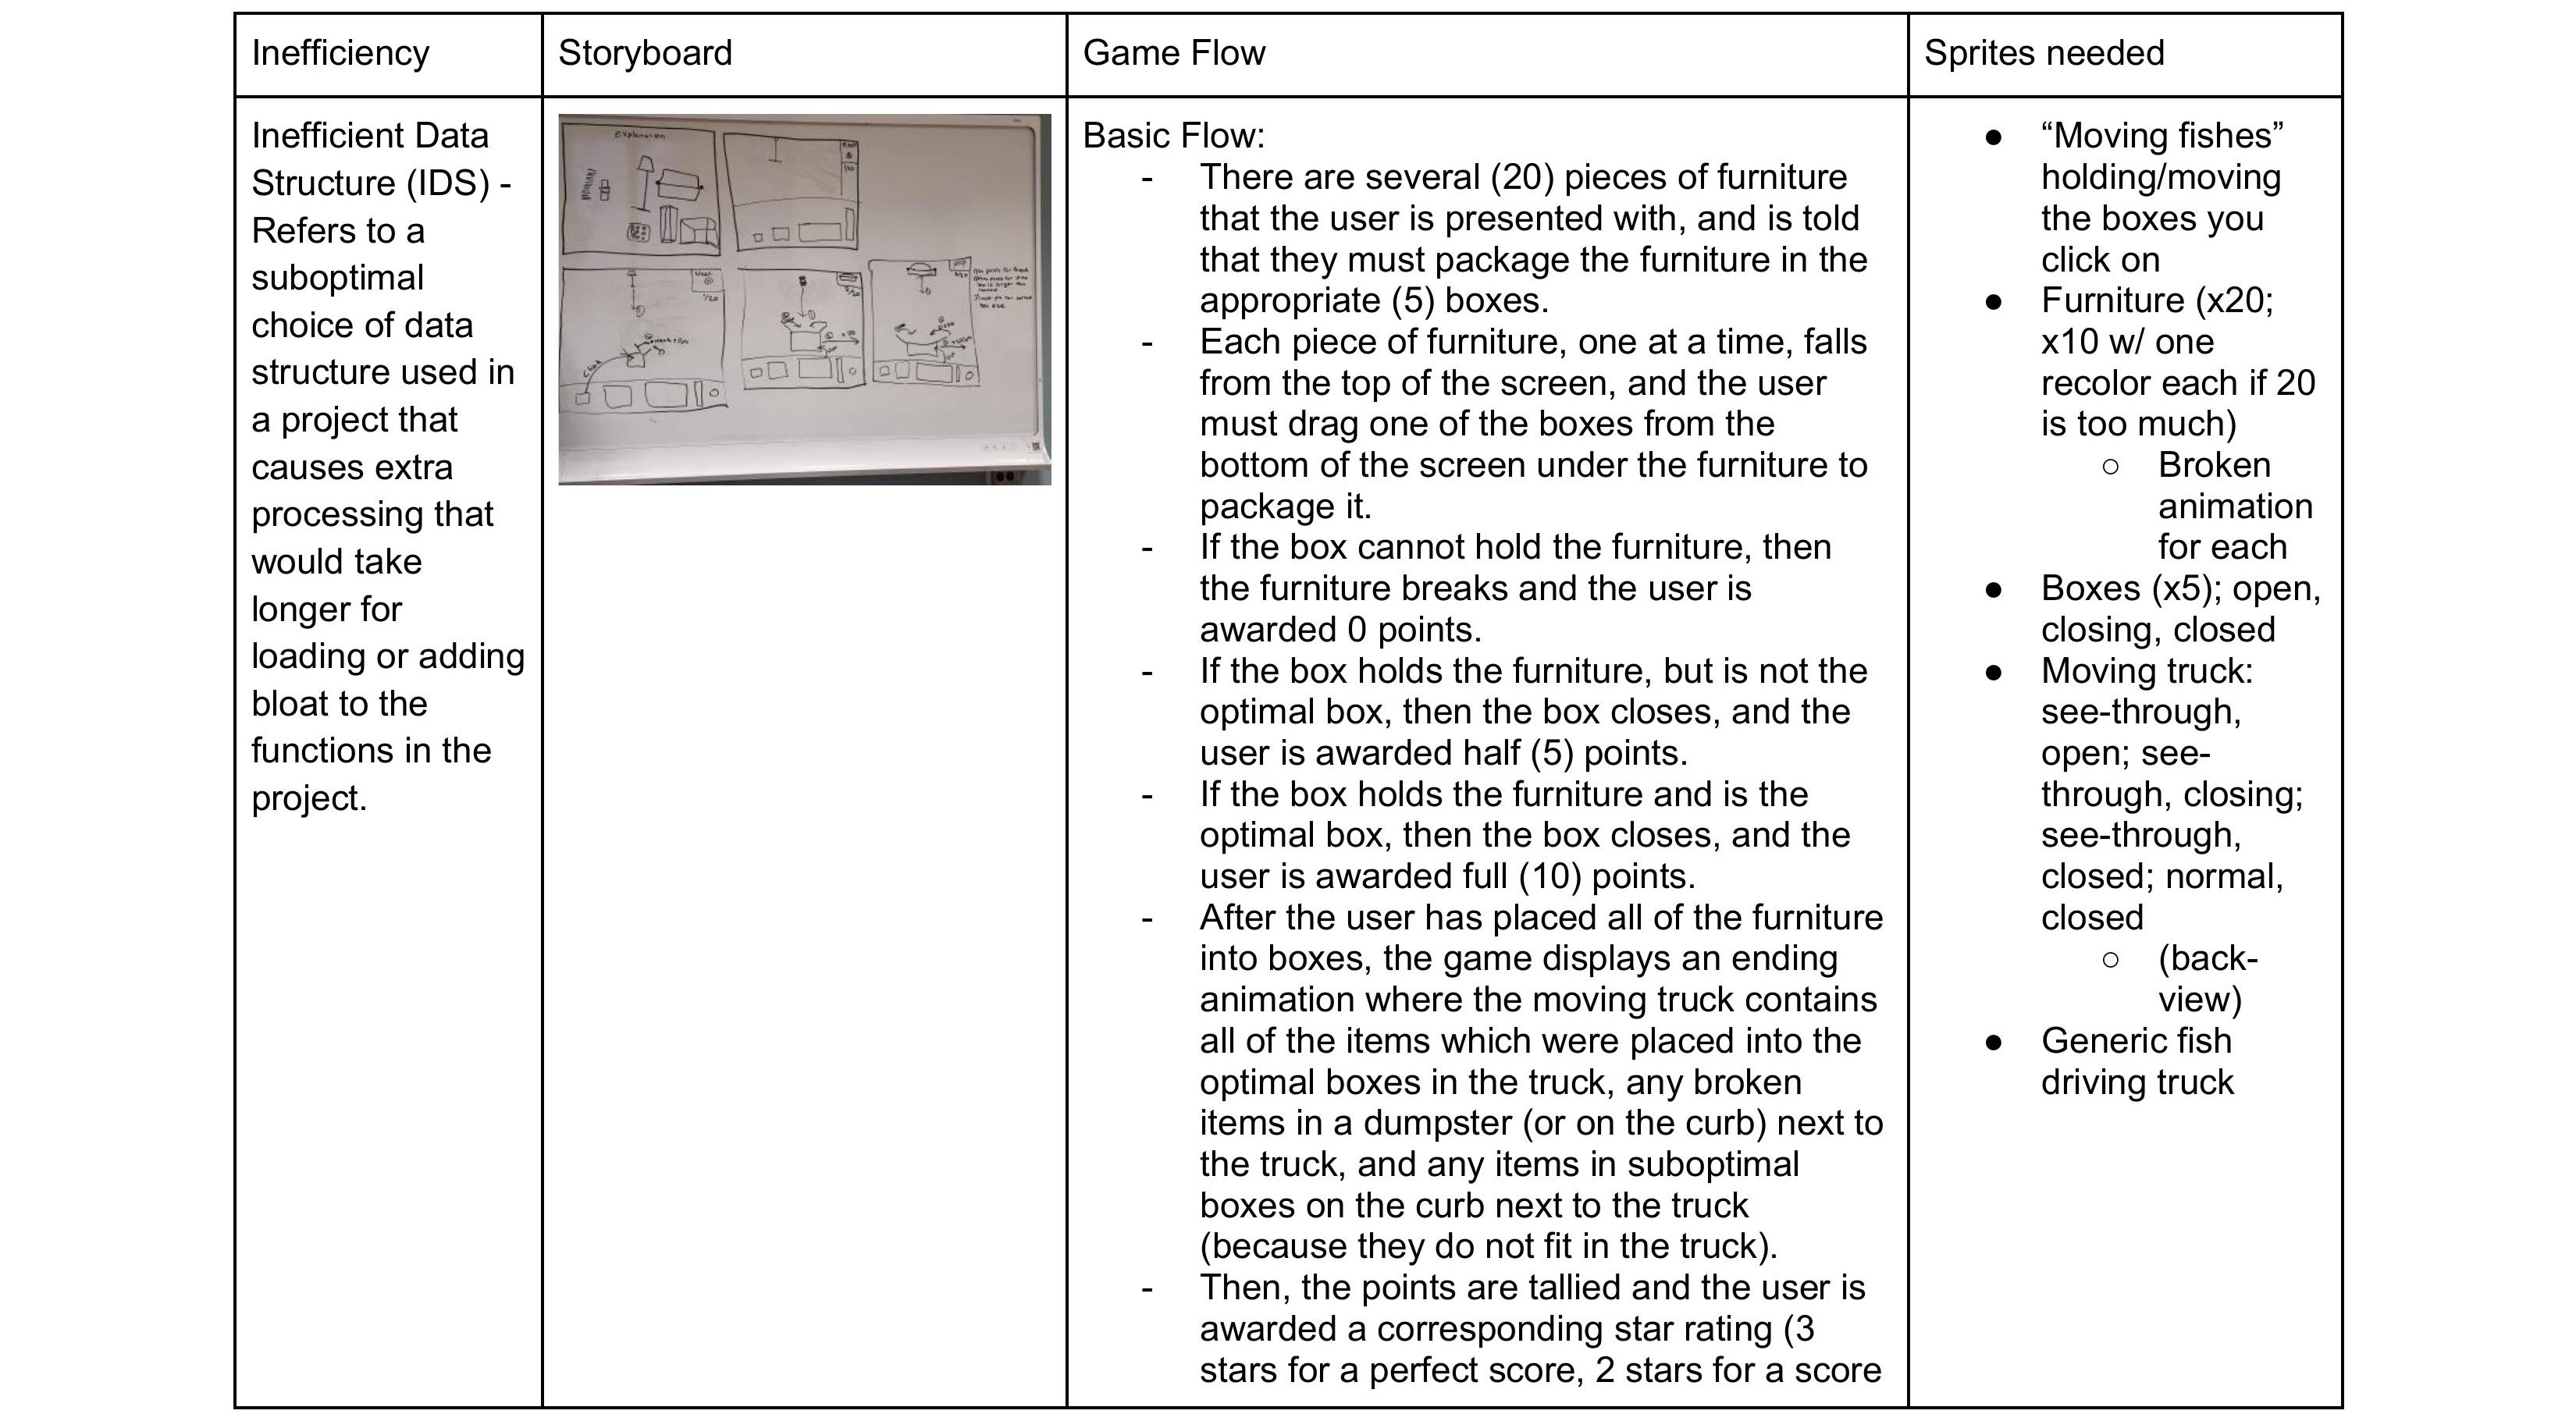 Inefficiency
Storyboard
Game Flow
Sprites needed
Inefficient Data
Structure (IDS) -
Refers to a
suboptimal
choice of data
structure used in
a project that
causes extra
processing that
would take
longer for
loading or adding
bloat to the
functions in the
project.
Explanation
1/20
Basic Flow:
- There are several (20) pieces of furniture
that the user is presented with, and is told
that they must package the furniture in the
appropriate (5) boxes.
- Each piece of furniture, one at a time, falls
from the top of the screen, and the user
must drag one of the boxes from the
bottom of the screen under the furniture to
package it.
- If the box cannot hold the furniture, then
the furniture breaks and the user is
awarded 0 points.
- If the box holds the furniture, but is not the
optimal box, then the box closes, and the
user is awarded half (5) points.
- If the box holds the furniture and is the
optimal box, then the box closes, and the
user is awarded full (10) points.
- After the user has placed all of the furniture
into boxes, the game displays an ending
animation where the moving truck contains
all of the items which were placed into the
optimal boxes in the truck, any broken
items in a dumpster (or on the curb) next to
the truck, and any items in suboptimal
boxes on the curb next to the truck
(because they do not fit in the truck).
- Then, the points are tallied and the user is
awarded a corresponding star rating (3
stars for a perfect score, 2 stars for a score
● “Moving fishes”
holding/moving
the boxes you
click on
● Furniture (x20;
x10 w/ one
recolor each if 20
is too much)
○ Broken
animation
for each
● Boxes (x5); open,
closing, closed
● Moving truck:
see-through,
open; see-
through, closing;
see-through,
closed; normal,
closed
○ (back-
view)
● Generic fish
driving truck